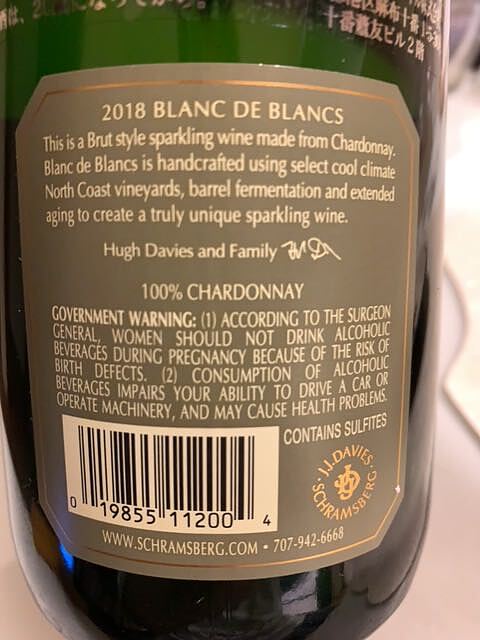 2018 BLANC DE BLANCS
This is a Brut style sparkling wine made from Chardonnay.
Blanc de Blancs is handcrafted using select cool climate
North Coast vineyards, barrel fermentation and extended
aging to create a truly unique sparkling wine.
Hugh Davies and Family
100% CHARDONNAY
GOVERNMENT WARNING: (1) ACCORDING TO THE SURGEON
GENERAL, WOMEN SHOULD NOT DRINK ALCOHOLIC
BEVERAGES DURING PREGNANCY BECAUSE OF THE RISK OF
BIRTH DEFECTS. (2) CONSUMPTION OF ALCOHOLIC
BEVERAGES IMPAIRS YOUR ABILITY TO DRIVE A CAR OR
OPERATE MACHINERY, AND MAY CAUSE HEALTH PROBLEMS.
CONTAINS SULFITES
J.J.DAVIES
SCHRAMSBERG
0 19855 11200 4
WWW.SCHRAMSBERG.COM • 707-942-6668